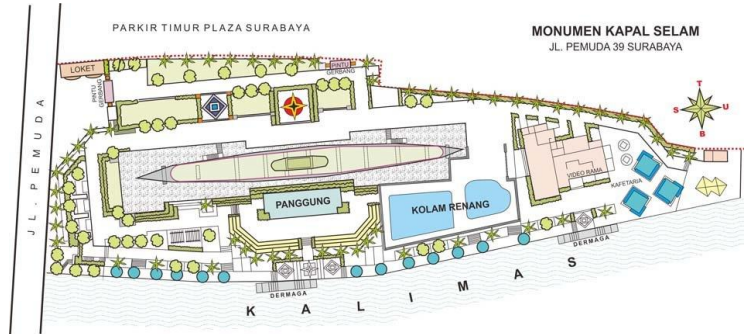 PARKIR TIMUR PLAZA SURABAYA
MONUMEN KAPAL SELAM
JL. PEMUDA 39 SURABAYA
LOKET
PINTU
GERBANG
PINTU
GERBANG
T
S
U
B
JL. PEMUDA
PANGGUNG
KOLAM RENANG
VIDEO RAMA
KAFETARIA
DERMAGA
DERMAGA
KALIMAS